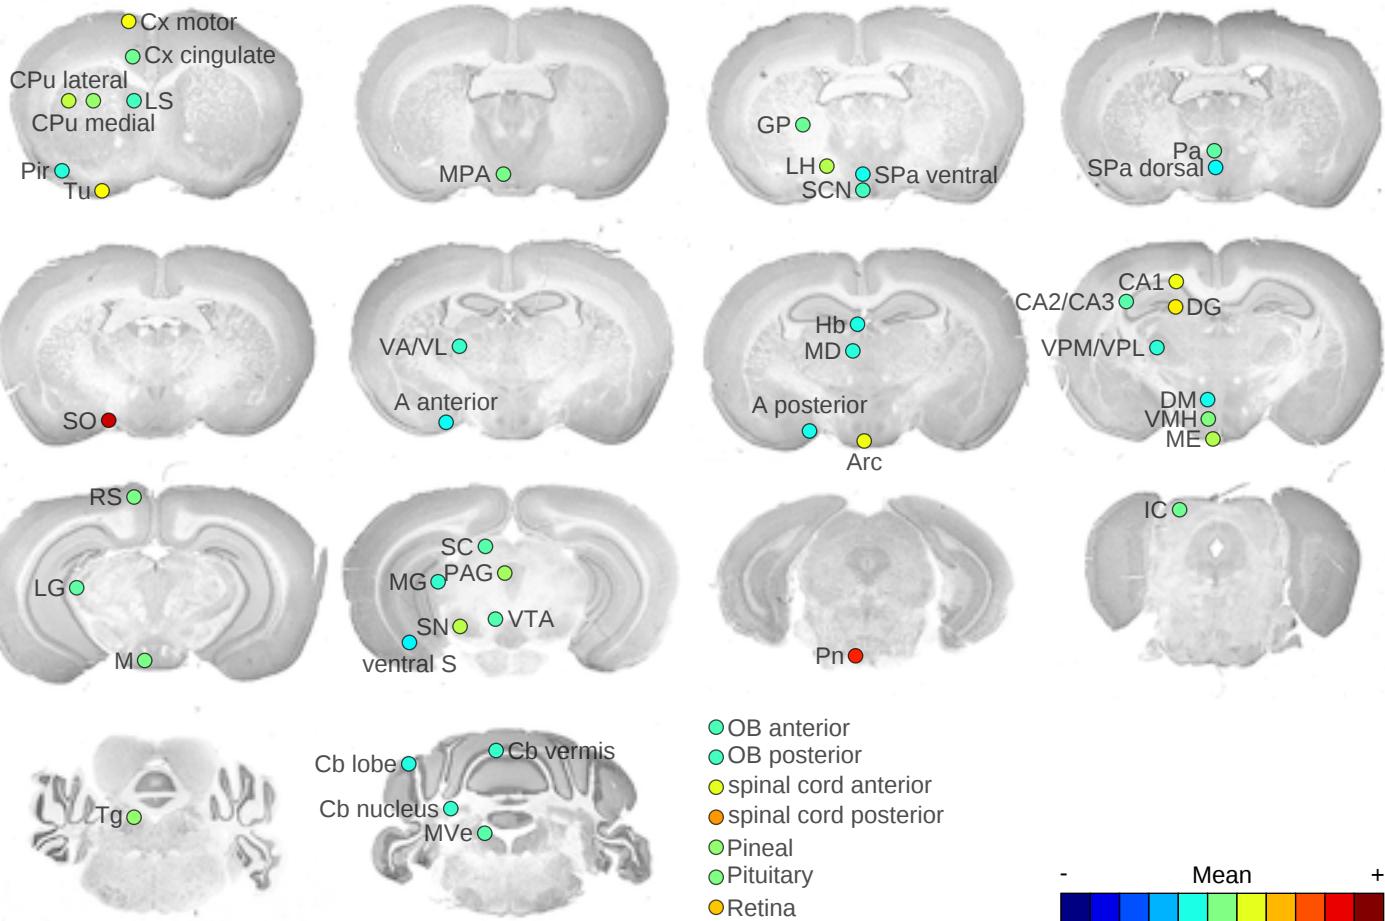 Cx motor
Cx cingulate
CPu lateral
LS
CPu medial
Pir
Tu
MPA
GP
LH
SPa ventral
SCN
Pa
SPa dorsal
SO
VA/VL
A anterior
Hb
MD
A posterior
Arc
CA1
CA2/CA3
DG
VPM/VPL
DM
VMH
ME
RS
LG
M
SC
MG
PAG
SN
VTA
ventral S
Pn
IC
Tg
Cb vermis
Cb lobe
Cb nucleus
MVe
OB anterior
OB posterior
spinal cord anterior
spinal cord posterior
Pineal
Pituitary
Retina
- Mean +